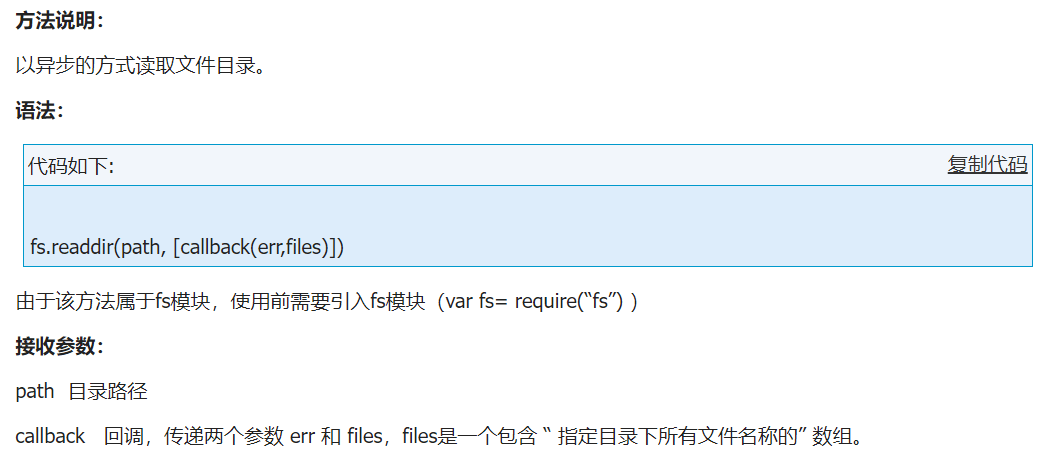 方法说明：
以异步的方式读取文件目录。
语法：
代码如下: 复制代码
fs.readdir(path, [callback(err,files)])
由于该方法属于fs模块，使用前需要引入fs模块（var fs= require(“fs”) ）
接收参数：
path 目录路径
callback 回调，传递两个参数 err 和 files，files是一个包含 “ 指定目录下所有文件名称的” 数组。